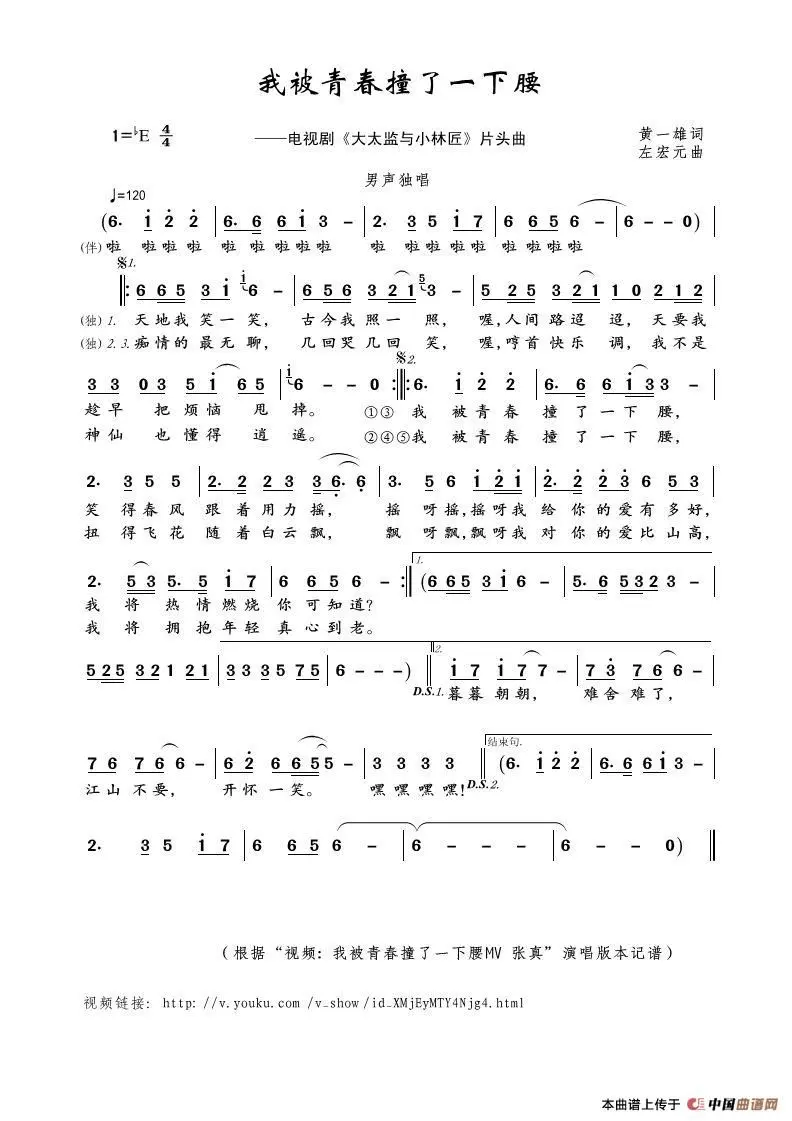 我被青春撞了一下腰
1=♭E 4/4
——电视剧《大太监与小林匠》片头曲
黄一雄词
左宏元曲
男声独唱
♩=120
(6· i 2 2 | 6· 6 6 i 3 - | 2· 3 5 i 7 | 6 6 5 6 - | 6 - - 0)
(伴) 啦 啦 啦 啦 啦 啦 啦 啦 啦 啦 啦 啦 啦 啦 啦 啦 啦 啦
𝄋1.
‖: 6 6 5 3 i i 6 - | 6 5 6 3 2 1 5 3 - | 5 2 5 3 2 1 1 0 2 1 2
(独) 1. 天地我 笑一 笑, 古今我 照一 照, 喔,人间 路迢 迢, 天要我
(独) 2. 3. 痴情的 最无 聊, 几回哭 几回 笑, 喔,哼首 快乐 调, 我不是
𝄋2.
3 3 0 3 5 i 6 5 | i 6 - - 0 :‖: 6· i 2 2 | 6· 6 6 i 3 3 -
趁早 把 烦恼 甩 掉。 ①③ 我 被青春 撞了一下 腰,
神仙 也 懂得 逍 遥。 ②④⑤我 被青春 撞了一下 腰,
2· 3 5 5 | 2· 2 2 3 3 6· 6 | 3· 5 6 i 2 i | 2· 2 2 3 6 5 3
笑 得春风 跟着用力 摇, 摇 呀摇,摇呀我 给 你的爱有多好,
扭 得飞花 随着白云 飘, 飘 呀飘,飘呀我 对 你的爱比山高,
1.
2· 5 3 5· 5 i 7 | 6 6 5 6 - :‖ (6 6 5 3 i 6 - | 5· 6 5 3 2 3 -
我 将 热情燃烧 你可知道?
我 将 拥抱年轻 真心到老。
2.
5 2 5 3 2 1 2 1 | 3 3 3 5 7 5 | 6 - - -) ‖ i 7 i 7 7 - | 7 3 7 6 6 -
D.S.1. 暮暮 朝朝, 难舍 难了,
结束句.
7 6 7 6 6 - | 6 2 6 6 5 5 - | 3 3 3 3 ‖ (6· i 2 2 | 6· 6 6 i 3 -
江山 不要, 开怀 一笑。 嘿嘿嘿嘿! D.S.2.
2· 3 5 i 7 | 6 6 5 6 - | 6 - - - | 6 - - 0) ‖
(根据“视频: 我被青春撞了一下腰MV 张真”演唱版本记谱)
视频链接: http: //v.youku.com /v_show /id_XMjEyMTY4Njg4.html
本曲谱上传于 中国曲谱网